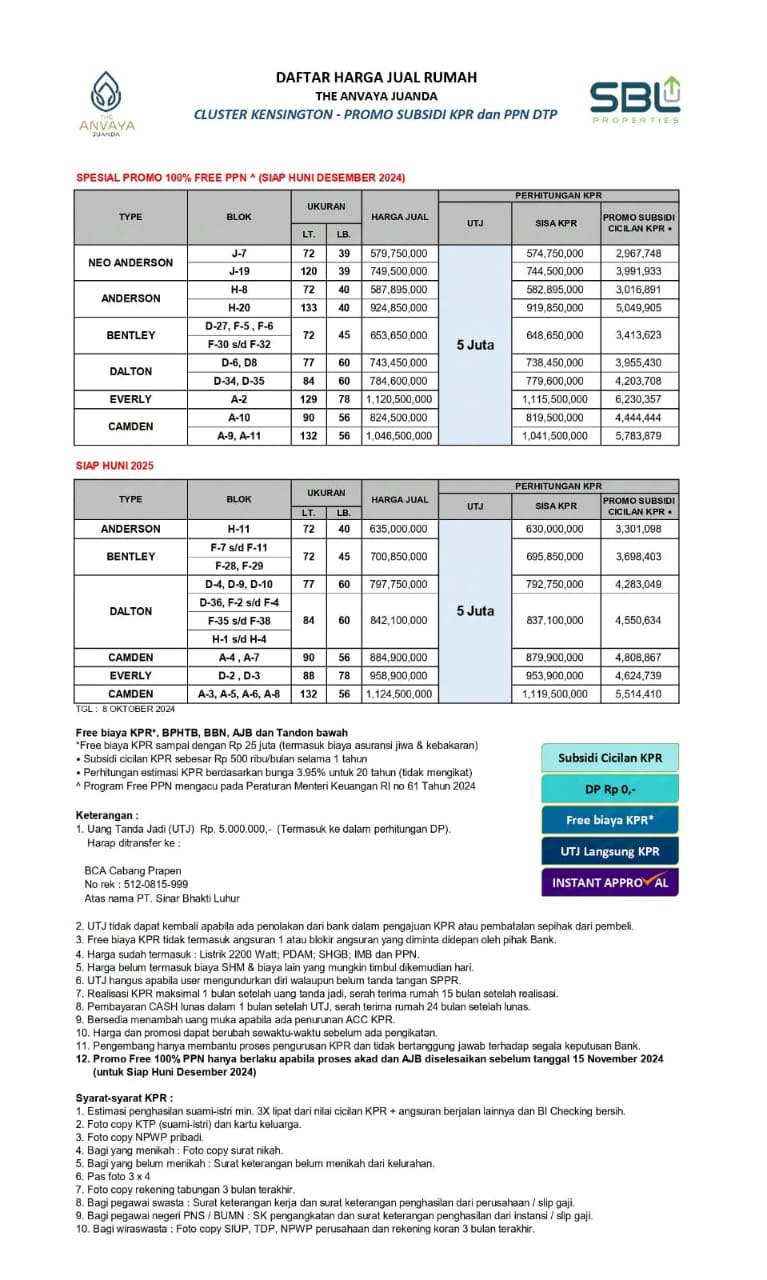 THE
ANVAYA
JUANDA
DAFTAR HARGA JUAL RUMAH
THE ANVAYA JUANDA
CLUSTER KENSINGTON - PROMO SUBSIDI KPR dan PPN DTP
SBL
PROPERTIES
SPESIAL PROMO 100% FREE PPN ^ (SIAP HUNI DESEMBER 2024)
TYPE BLOK UKURAN HARGA JUAL PERHITUNGAN KPR
LT. LB. UTJ SISA KPR PROMO SUBSIDI CICILAN KPR •
NEO ANDERSON J-7 72 39 579,750,000 574,750,000 2,967,748
J-19 120 39 749,500,000 744,500,000 3,991,933
ANDERSON H-8 72 40 587,895,000 582,895,000 3,016,891
H-20 133 40 924,850,000 919,850,000 5,049,905
BENTLEY D-27, F-5 , F-6 72 45 653,650,000 5 Juta 648,650,000 3,413,623
F-30 s/d F-32
DALTON D-6, D8 77 60 743,450,000 738,450,000 3,955,430
D-34, D-35 84 60 784,600,000 779,600,000 4,203,708
EVERLY A-2 129 78 1,120,500,000 1,115,500,000 6,230,357
CAMDEN A-10 90 56 824,500,000 819,500,000 4,444,444
A-9, A-11 132 56 1,046,500,000 1,041,500,000 5,783,879
SIAP HUNI 2025
TYPE BLOK UKURAN HARGA JUAL PERHITUNGAN KPR
LT. LB. UTJ SISA KPR PROMO SUBSIDI CICILAN KPR •
ANDERSON H-11 72 40 635,000,000 630,000,000 3,301,098
BENTLEY F-7 s/d F-11 72 45 700,850,000 695,850,000 3,698,403
F-28, F-29
DALTON D-4, D-9, D-10 77 60 797,750,000 792,750,000 4,283,049
D-36, F-2 s/d F-4 84 60 842,100,000 5 Juta 837,100,000 4,550,634
F-35 s/d F-38
H-1 s/d H-4
CAMDEN A-4 , A-7 90 56 884,900,000 879,900,000 4,808,867
EVERLY D-2 , D-3 88 78 958,900,000 953,900,000 4,624,739
CAMDEN A-3, A-5, A-6, A-8 132 56 1,124,500,000 1,119,500,000 5,514,410
TGL : 8 OKTOBER 2024
Free biaya KPR*, BPHTB, BBN, AJB dan Tandon bawah
*Free biaya KPR sampai dengan Rp 25 juta (termasuk biaya asuransi jiwa & kebakaran)
• Subsidi cicilan KPR sebesar Rp 500 ribu/bulan selama 1 tahun
• Perhitungan estimasi KPR berdasarkan bunga 3.95% untuk 20 tahun (tidak mengikat)
^ Program Free PPN mengacu pada Peraturan Menteri Keuangan RI no 61 Tahun 2024
Subsidi Cicilan KPR
DP Rp 0,-
Free biaya KPR*
UTJ Langsung KPR
INSTANT APPROVAL
Keterangan :
1. Uang Tanda Jadi (UTJ) Rp. 5.000.000,- (Termasuk ke dalam perhitungan DP).
Harap ditransfer ke :
BCA Cabang Prapen
No rek : 512-0815-999
Atas nama PT. Sinar Bhakti Luhur
2. UTJ tidak dapat kembali apabila ada penolakan dari bank dalam pengajuan KPR atau pembatalan sepihak dari pembeli.
3. Free biaya KPR tidak termasuk angsuran 1 atau blokir angsuran yang diminta didepan oleh pihak Bank.
4. Harga sudah termasuk : Listrik 2200 Watt; PDAM; SHGB; IMB dan PPN.
5. Harga belum termasuk biaya SHM & biaya lain yang mungkin timbul dikemudian hari.
6. UTJ hangus apabila user mengundurkan diri walaupun belum tanda tangan SPPR.
7. Realisasi KPR maksimal 1 bulan setelah uang tanda jadi, serah terima rumah 15 bulan setelah realisasi.
8. Pembayaran CASH lunas dalam 1 bulan setelah UTJ, serah terima rumah 24 bulan setelah lunas.
9. Bersedia menambah uang muka apabila ada penurunan ACC KPR.
10. Harga dan promosi dapat berubah sewaktu-waktu sebelum ada pengikatan.
11. Pengembang hanya membantu proses pengurusan KPR dan tidak bertanggung jawab terhadap segala keputusan Bank.
12. Promo Free 100% PPN hanya berlaku apabila proses akad dan AJB diselesaikan sebelum tanggal 15 November 2024
(untuk Siap Huni Desember 2024)
Syarat-syarat KPR :
1. Estimasi penghasilan suami-istri min. 3X lipat dari nilai cicilan KPR + angsuran berjalan lainnya dan BI Checking bersih.
2. Foto copy KTP (suami-istri) dan kartu keluarga.
3. Foto copy NPWP pribadi.
4. Bagi yang menikah : Foto copy surat nikah.
5. Bagi yang belum menikah : Surat keterangan belum menikah dari kelurahan.
6. Pas foto 3 x 4
7. Foto copy rekening tabungan 3 bulan terakhir.
8. Bagi pegawai swasta : Surat keterangan kerja dan surat keterangan penghasilan dari perusahaan / slip gaji.
9. Bagi pegawai negeri PNS / BUMN : SK pengangkatan dan surat keterangan penghasilan dari instansi / slip gaji.
10. Bagi wiraswasta : Foto copy SIUP, TDP, NPWP perusahaan dan rekening koran 3 bulan terakhir.